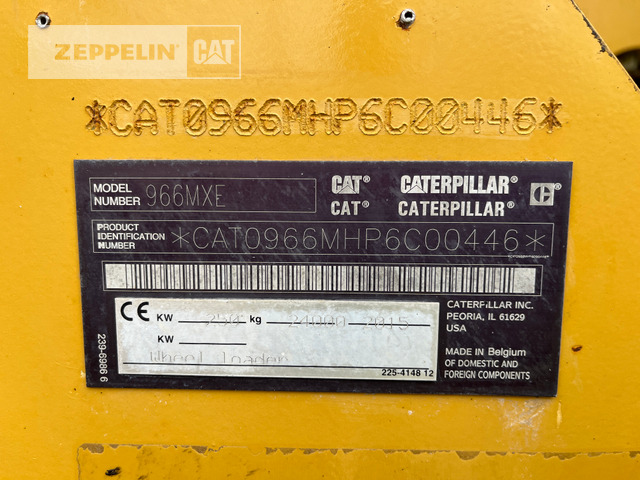 ZEPPELIN CAT
*CAT0966MHP6C00446*
MODEL NUMBER 966MXE
CAT CATERPILLAR C
CAT CATERPILLAR
PRODUCT IDENTIFICATION NUMBER *CAT0966MHP6C00446*
CE KW 250 kg 24000 2015
KW
Wheel Loader
225-4148 12
239-6986 6
CATERPILLAR INC.
PEORIA, IL 61629
USA
MADE IN Belgium
OF DOMESTIC AND
FOREIGN COMPONENTS